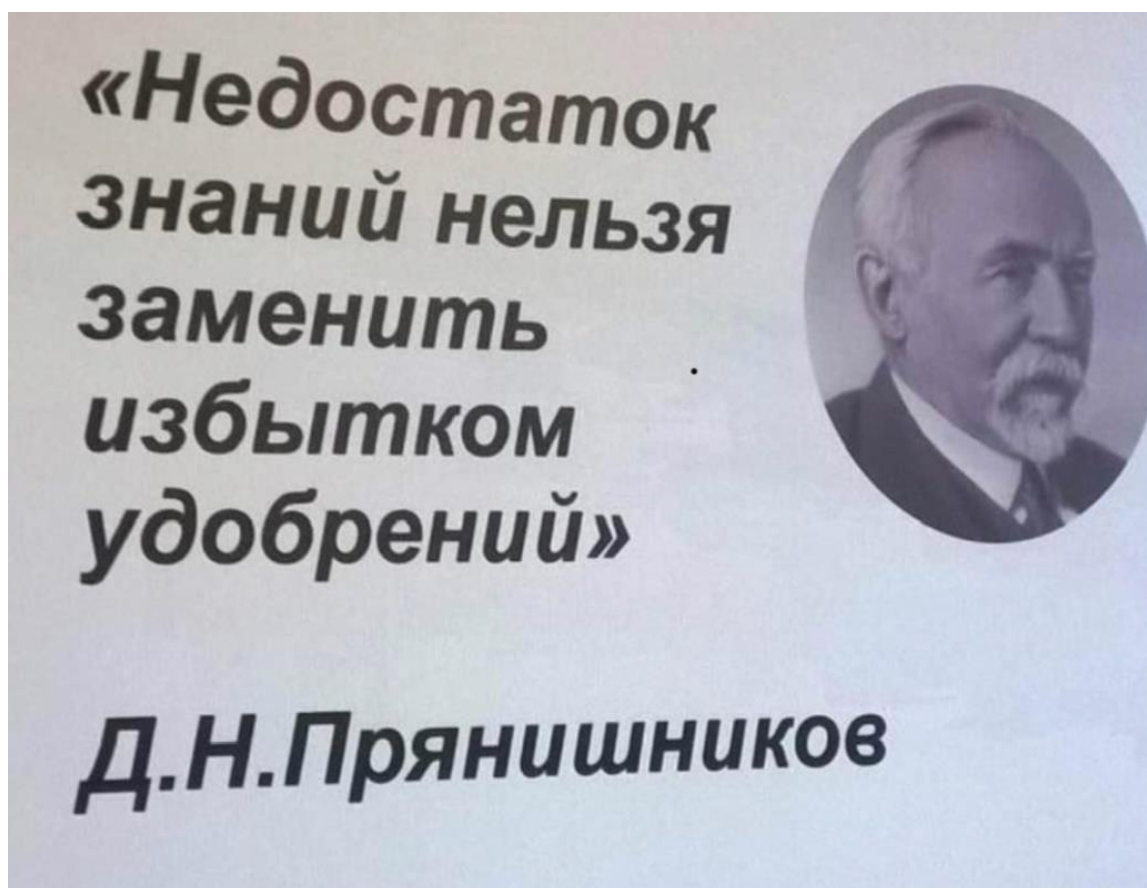 «Недостаток
знаний нельзя
заменить
избытком
удобрений»
Д.Н.Прянишников